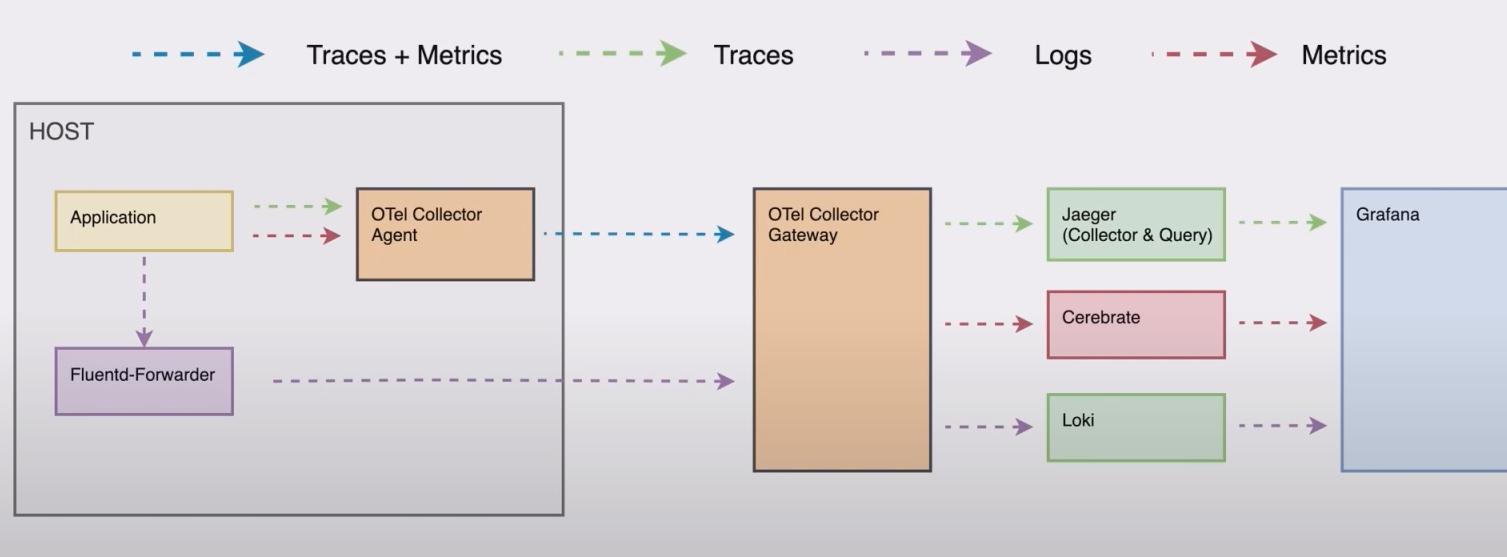 Traces + Metrics
Traces
Logs
Metrics
HOST
Application
OTel Collector
Agent
Fluentd-Forwarder
OTel Collector
Gateway
Jaeger
(Collector & Query)
Cerebrate
Loki
Grafana